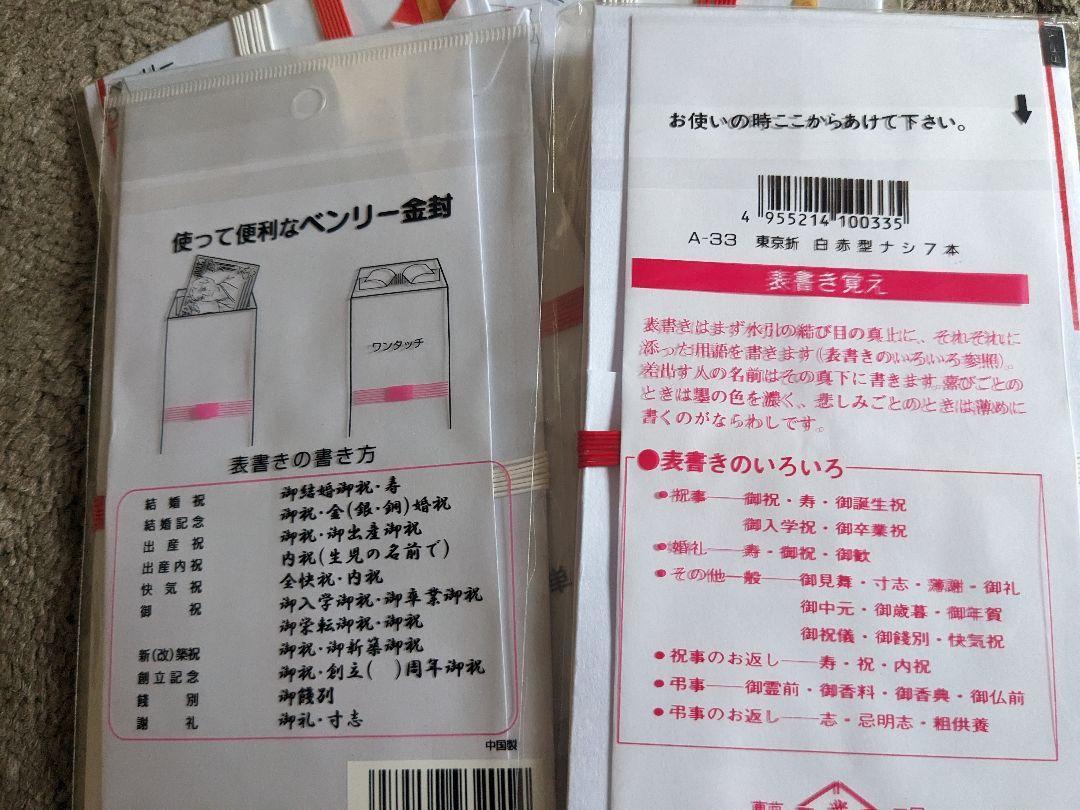 使って便利なベンリー金封
ワンタッチ
表書きの書き方
結婚祝 御結婚御祝・寿
結婚記念 御祝・金(銀・銅)婚祝
出産祝 御祝・御出産御祝
出産内祝 内祝(生児の名前で)
快気祝 全快祝・内祝
御祝 御入学御祝・御卒業御祝
御栄転御祝・御祝
新(改)築祝 御祝・御新築御祝
創立記念 御祝・創立( )周年御祝
餞別 御餞別
謝礼 御礼・寸志
中国製
お使いの時ここからあけて下さい。
4 955214 100335
A-33 東京折 白赤型ナシ7本
表書き覚え
表書きはまず水引の結び目の真上に、それぞれに
添った用語を書きます(表書きのいろいろ参照)。
差出す人の名前はその真下に書きます。喜びごとの
ときは墨の色を濃く、悲しみごとのときは薄めに
書くのがならわしです。
●表書きのいろいろ
●祝事――御祝・寿・御誕生祝
御入学祝・御卒業祝
●婚礼――寿・御祝・御歓
●その他一般――御見舞・寸志・薄謝・御礼
御中元・御歳暮・御年賀
御祝儀・御餞別・快気祝
●祝事のお返し――寿・祝・内祝
●弔事――御霊前・御香料・御香典・御仏前
●弔事のお返し――志・忌明志・粗供養